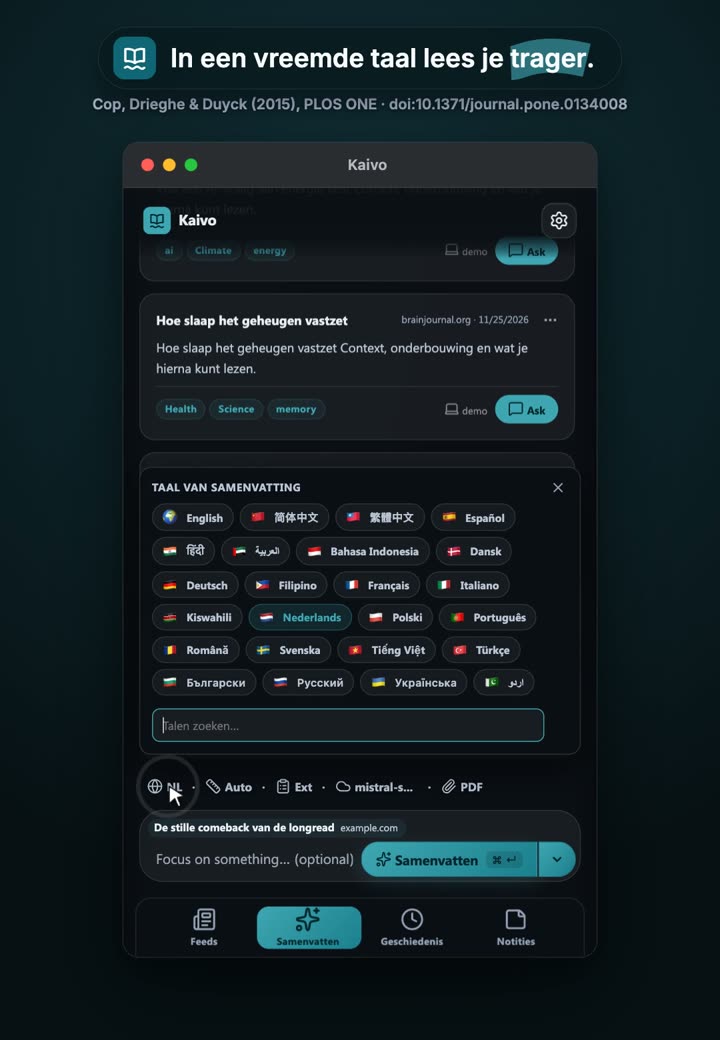 In een vreemde taal lees je trager.
Cop, Drieghe & Duyck (2015), PLOS ONE · doi:10.1371/journal.pone.0134008
Kaivo
Kaivo
kunt lezen.
ai Climate energy demo Ask
Hoe slaap het geheugen vastzet brainjournal.org · 11/25/2026
Hoe slaap het geheugen vastzet Context, onderbouwing en wat je
hierna kunt lezen.
Health Science memory demo Ask
TAAL VAN SAMENVATTING
English 简体中文 繁體中文 Español
हिंदी العربية Bahasa Indonesia Dansk
Deutsch Filipino Français Italiano
Kiswahili Nederlands Polski Português
Română Svenska Tiếng Việt Türkçe
Български Русский Українська اردو
Talen zoeken...
NL · Auto · Ext · mistral-s... · PDF
De stille comeback van de longread example.com
Focus on something... (optional) Samenvatten ⌘ ↵
Feeds Samenvatten Geschiedenis Notities